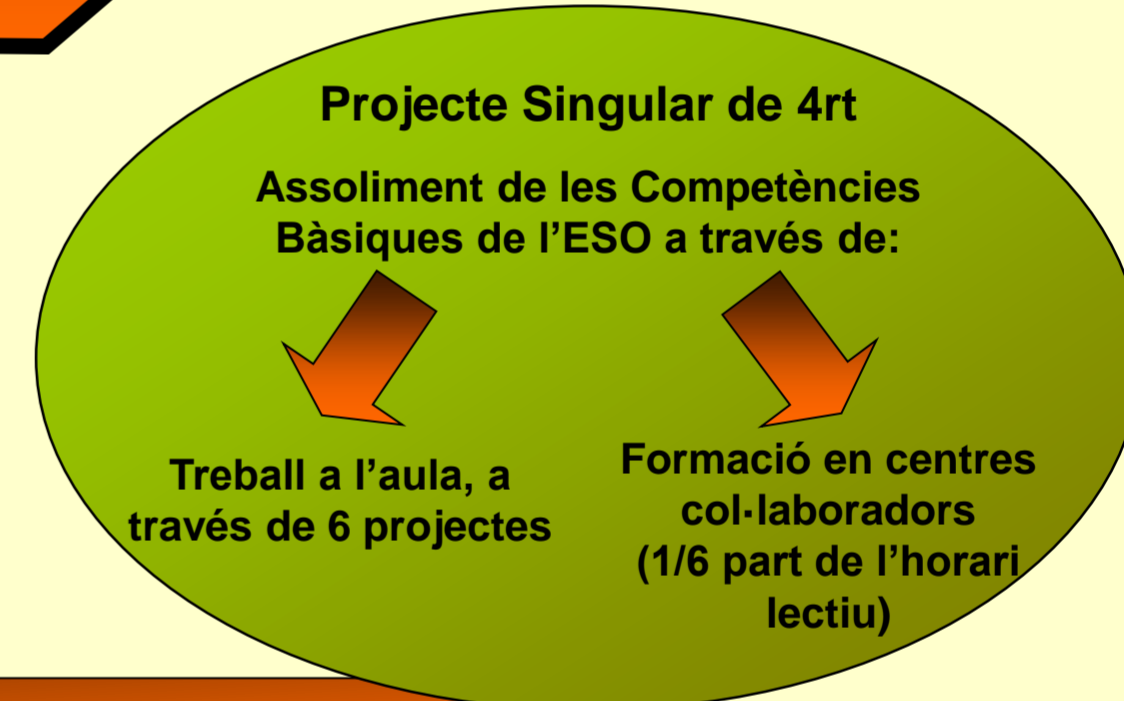 Projecte Singular de 4rt
Assoliment de les Competències
Bàsiques de l’ESO a través de:
Treball a l’aula, a
través de 6 projectes
Formació en centres
col·laboradors
(1/6 part de l’horari
lectiu)